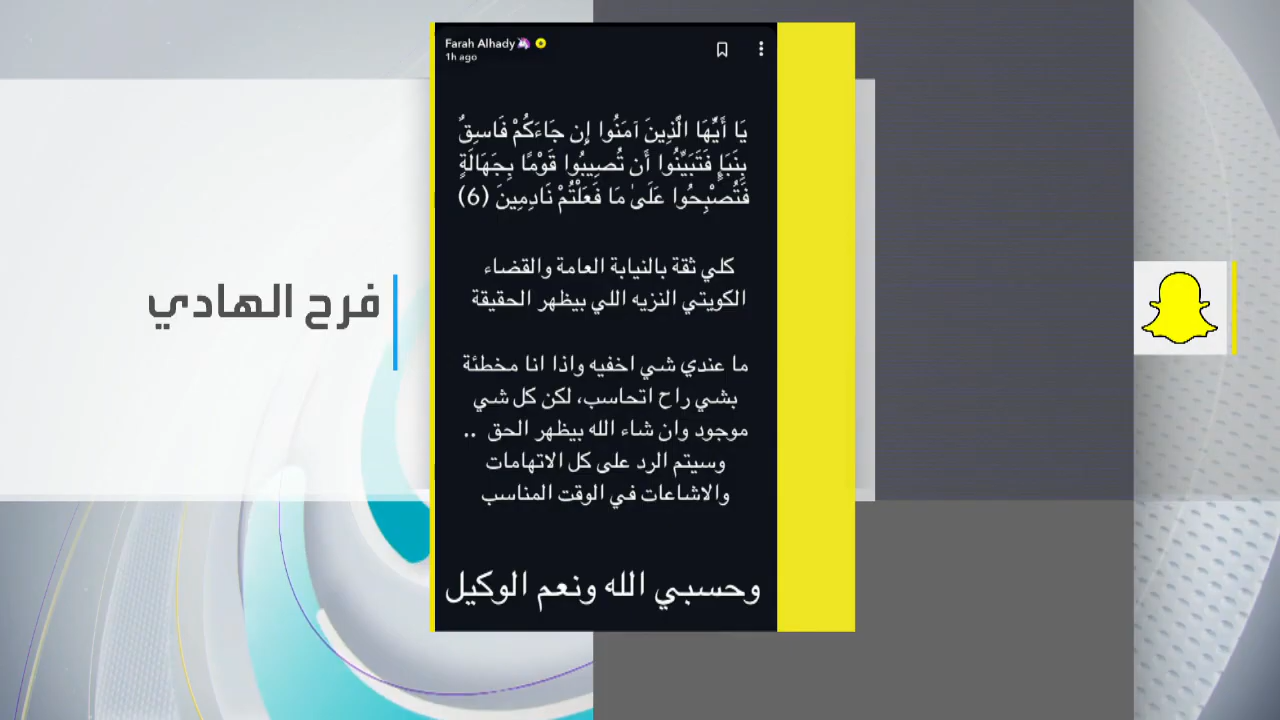 Farah Alhady
1h ago
يَا أَيُّهَا الَّذِينَ آمَنُوا إِن جَاءَكُمْ فَاسِقٌ
بِنَبَإٍ فَتَبَيَّنُوا أَن تُصِيبُوا قَوْمًا بِجَهَالَةٍ
فَتُصْبِحُوا عَلَىٰ مَا فَعَلْتُمْ نَادِمِينَ (6)
كلي ثقة بالنيابة العامة والقضاء
الكويتي النزيه اللي بيظهر الحقيقة
ما عندي شي اخفيه واذا انا مخطئة
بشي راح اتحاسب، لكن كل شي
موجود وان شاء الله بيظهر الحق ..
وسيتم الرد على كل الاتهامات
والاشاعات في الوقت المناسب
وحسبي الله ونعم الوكيل
فرح الهادي